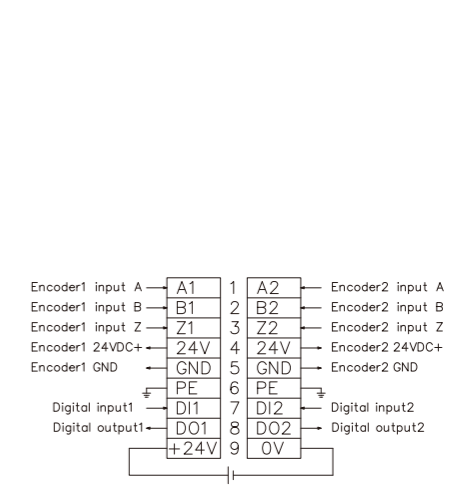 Encoder1 input A A1 1 A2 Encoder2 input A
Encoder1 input B B1 2 B2 Encoder2 input B
Encoder1 input Z Z1 3 Z2 Encoder2 input Z
Encoder1 24VDC+ 24V 4 24V Encoder2 24VDC+
Encoder1 GND GND 5 GND Encoder2 GND
PE 6 PE
Digital input1 DI1 7 DI2 Digital input2
Digital output1 DO1 8 DO2 Digital output2
+24V 9 0V